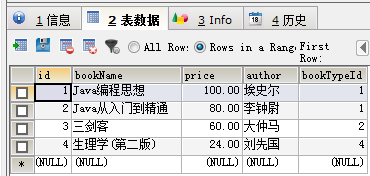 1 信息 2 表数据 3 Info 4 历史
All Row: Rows in a Rang First Row:
id bookName price author bookTypeId
1 Java编程思想 100.00 埃史尔 1
2 Java从入门到精通 80.00 李钟尉 1
3 三剑客 60.00 大仲马 2
4 生理学(第二版) 24.00 刘先国 4
* (NULL) (NULL) (NULL) (NULL) (NULL)